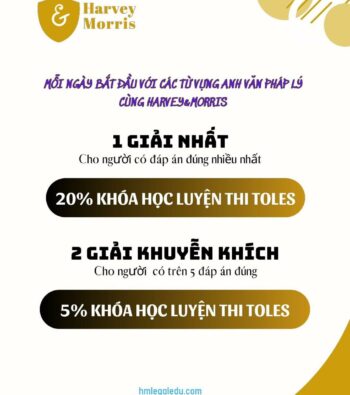 &
Harvey
Morris
MỖI NGÀY BẮT ĐẦU VỚI CÁC TỪ VỰNG ANH VĂN PHÁP LÝ
CÙNG HARVEY&MORRIS
1 GIẢI NHẤT
Cho người có đáp án đúng nhiều nhất
20% KHÓA HỌC LUYỆN THI TOLES
2 GIẢI KHUYỄN KHÍCH
Cho người có trên 5 đáp án đúng
5% KHÓA HỌC LUYỆN THI TOLES
hmlegaledu.com